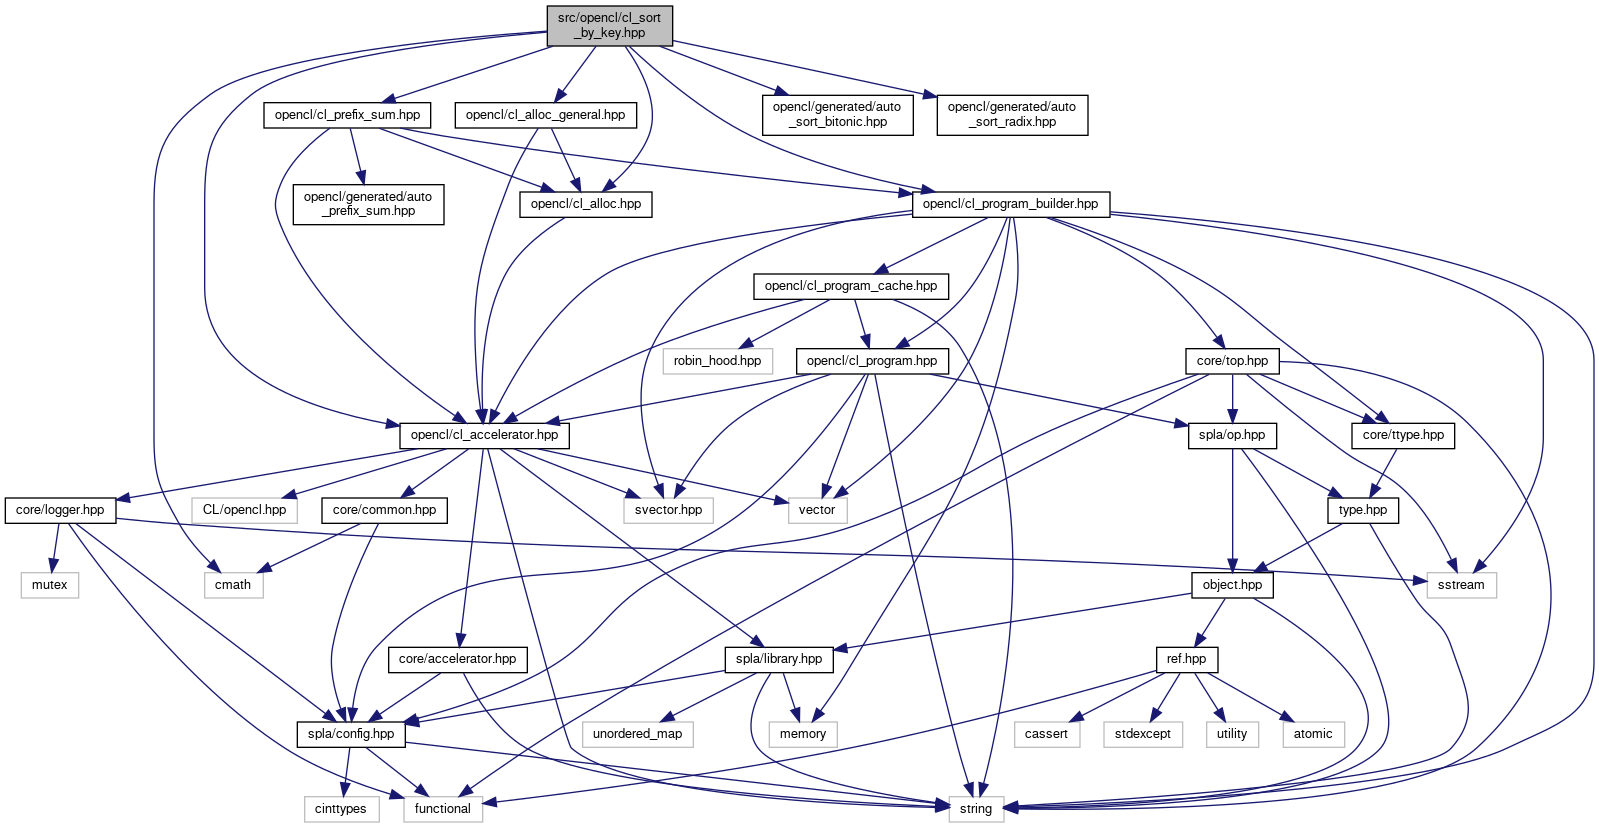 src/opencl/cl_sort
_by_key.hpp
opencl/cl_prefix_sum.hpp
opencl/cl_alloc_general.hpp
opencl/generated/auto
_sort_bitonic.hpp
opencl/generated/auto
_sort_radix.hpp
opencl/generated/auto
_prefix_sum.hpp
opencl/cl_alloc.hpp
opencl/cl_program_builder.hpp
opencl/cl_program_cache.hpp
robin_hood.hpp
opencl/cl_program.hpp
core/top.hpp
opencl/cl_accelerator.hpp
spla/op.hpp
core/ttype.hpp
core/logger.hpp
CL/opencl.hpp
core/common.hpp
svector.hpp
vector
type.hpp
mutex
cmath
object.hpp
sstream
core/accelerator.hpp
spla/library.hpp
ref.hpp
spla/config.hpp
unordered_map
memory
cassert
stdexcept
utility
atomic
cinttypes
functional
string